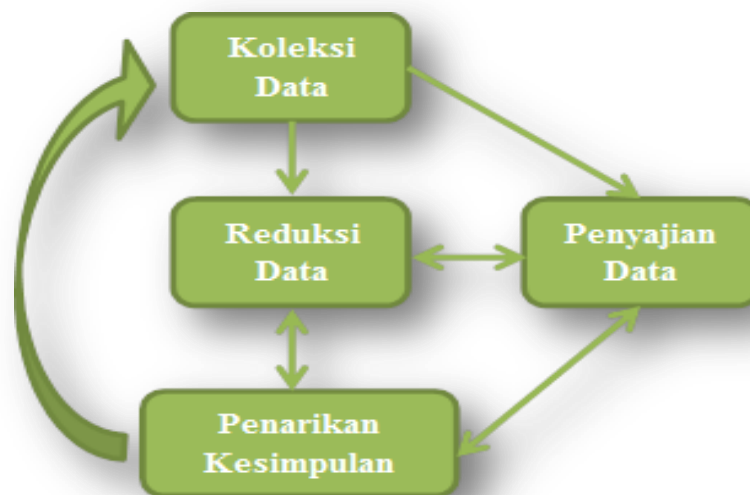 Koleksi
Data
Reduksi
Data
Penyajian
Data
Penarikan
Kesimpulan